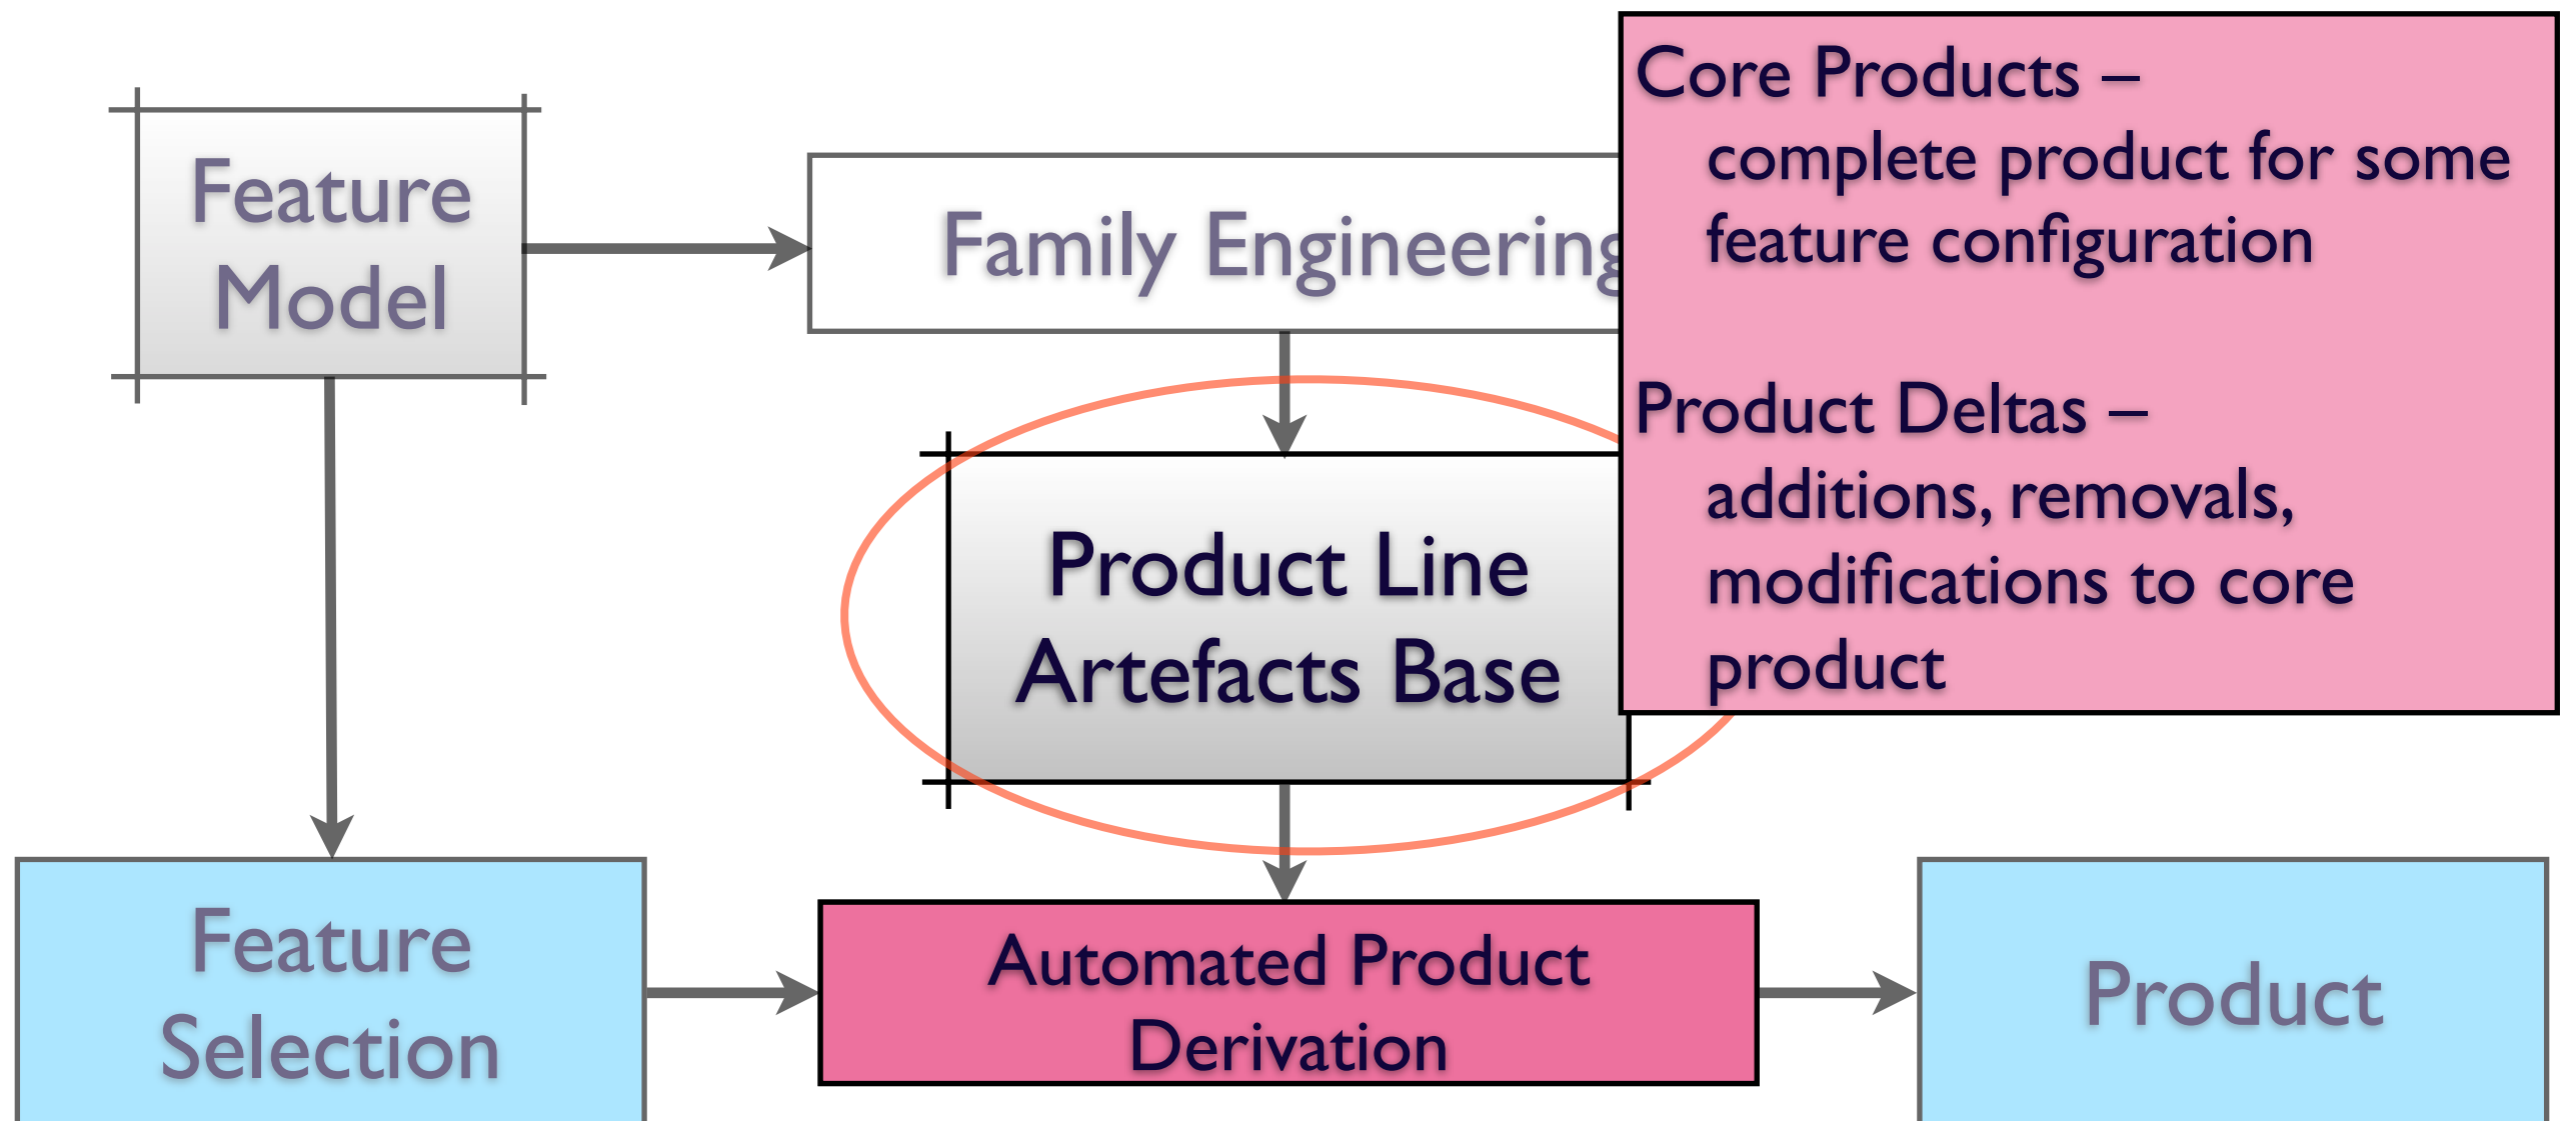 Feature
Model
Family Engineering
Core Products –
complete product for some
feature configuration
Product Deltas –
additions, removals,
modifications to core
product
Product Line
Artefacts Base
Feature
Selection
Automated Product
Derivation
Product